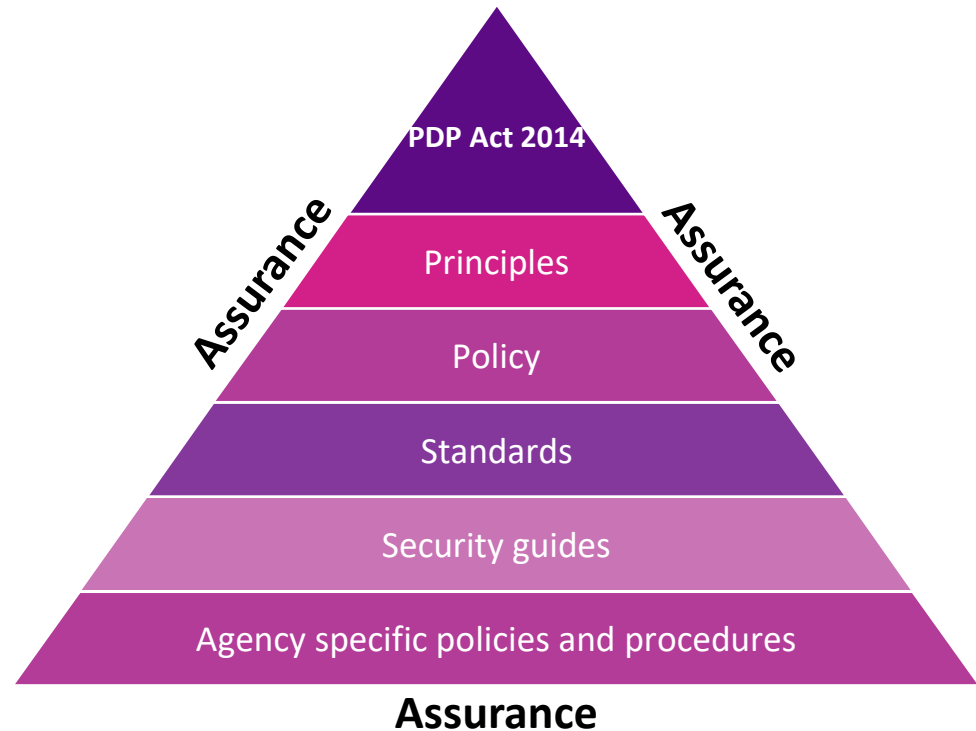 PDP Act 2014
Assurance
Assurance
Principles
Policy
Standards
Security guides
Agency specific policies and procedures
Assurance